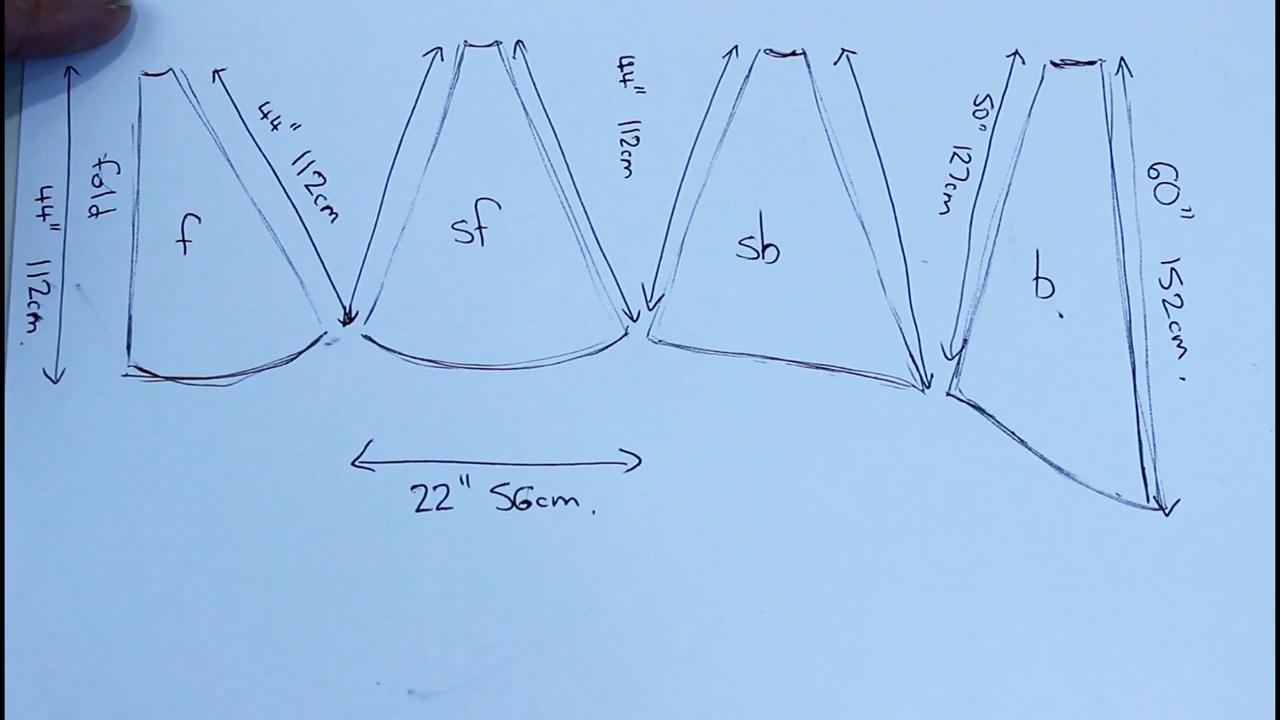 44" 112cm.
fold
f
44" 112cm
sf
44" 112cm
sb
50" 127cm
b.
60" 152cm.
22" 56cm.